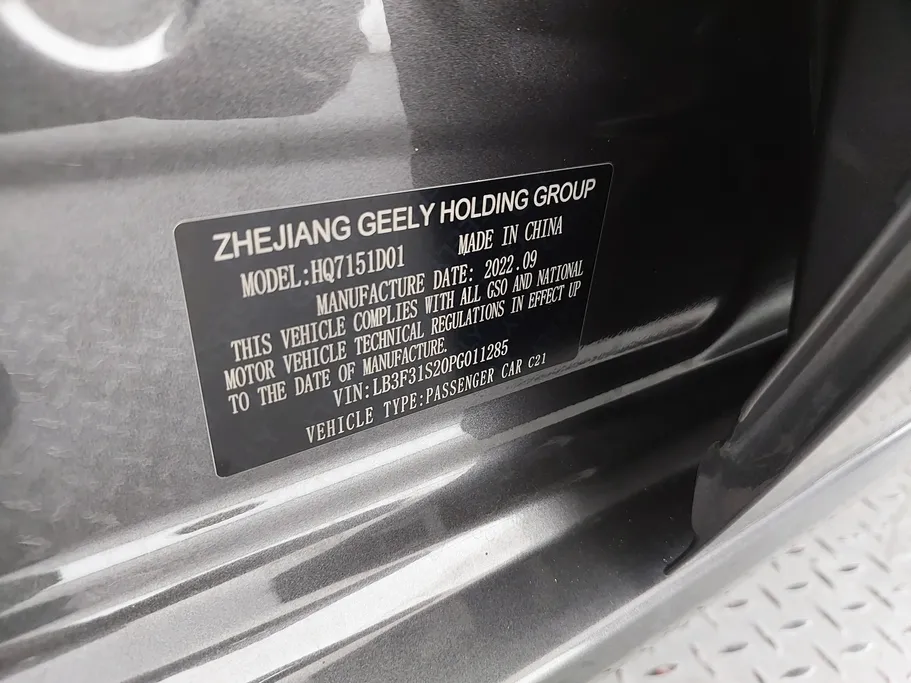 ZHEJIANG GEELY HOLDING GROUP
MODEL:HQ7151D01 MADE IN CHINA
MANUFACTURE DATE: 2022.09
THIS VEHICLE COMPLIES WITH ALL GSO AND NATIONAL
MOTOR VEHICLE TECHNICAL REGULATIONS IN EFFECT UP
TO THE DATE OF MANUFACTURE.
VIN:LB3F31S20PG011285
VEHICLE TYPE:PASSENGER CAR C21